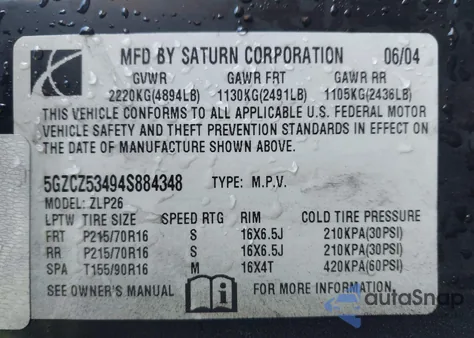 MFD BY SATURN CORPORATION 06/04
GVWR GAWR FRT GAWR RR
2220KG(4894LB) 1130KG(2491LB) 1105KG(2436LB)
THIS VEHICLE CONFORMS TO ALL APPLICABLE U.S. FEDERAL MOTOR
VEHICLE SAFETY AND THEFT PREVENTION STANDARDS IN EFFECT ON
THE DATE OF MANUFACTURE SHOWN ABOVE.
5GZCZ53494S884348 TYPE: M.P.V.
MODEL: ZLP26
LPTW TIRE SIZE SPEED RTG RIM COLD TIRE PRESSURE
FRT P215/70R16 S 16X6.5J 210KPA(30PSI)
RR P215/70R16 S 16X6.5J 210KPA(30PSI)
SPA T155/90R16 M 16X4T 420KPA(60PSI)
SEE OWNER'S MANUAL i FOR MORE INFORMATION.
autoSnap